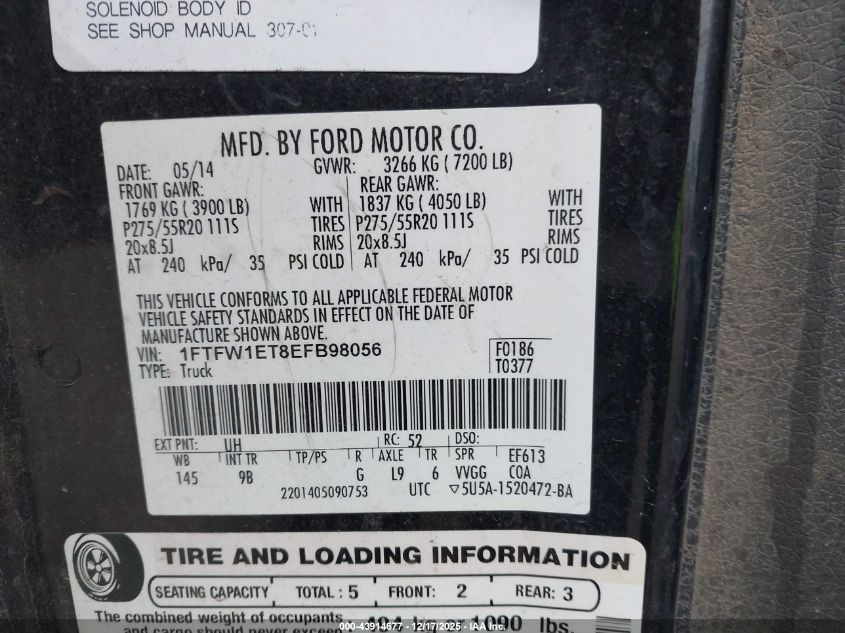 SOLENOID BODY ID
SEE SHOP MANUAL 307-01
MFD. BY FORD MOTOR CO.
DATE: 05/14 GVWR: 3266 KG ( 7200 LB)
FRONT GAWR: REAR GAWR:
1769 KG ( 3900 LB) WITH 1837 KG ( 4050 LB) WITH
P275/55R20 111S TIRES P275/55R20 111S TIRES
20x8.5J RIMS 20x8.5J RIMS
AT 240 kPa/ 35 PSI COLD AT 240 kPa/ 35 PSI COLD
THIS VEHICLE CONFORMS TO ALL APPLICABLE FEDERAL MOTOR
VEHICLE SAFETY STANDARDS IN EFFECT ON THE DATE OF
MANUFACTURE SHOWN ABOVE.
VIN: 1FTFW1ET8EFB98056 F0186
TYPE: Truck T0377
EXT PNT: UH RC: 52 DSO:
WB INT TR TP/PS R AXLE TR SPR EF613
145 9B G L9 6 VVGG COA
2201405090753 UTC ▽5U5A-1520472-BA
TIRE AND LOADING INFORMATION
SEATING CAPACITY TOTAL : 5 FRONT: 2 REAR: 3
The combined weight of occupants
and cargo should never exceed lbs.
00-43914677 - 12/17/2025 - IAA Inc.